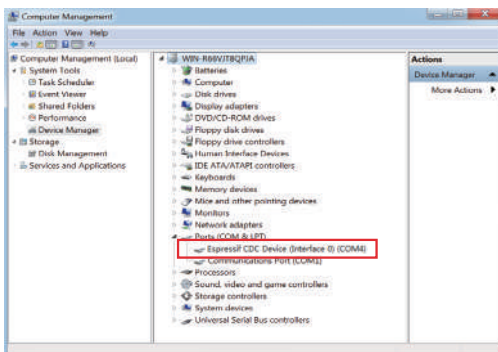 Computer Management
File Action View Help
Computer Management (Local)
System Tools
Task Scheduler
Event Viewer
Shared Folders
Performance
Device Manager
Storage
Disk Management
Services and Applications
WIN-R66VJTBQPJA
Batteries
Computer
Disk drives
Display adapters
DVD/CD-ROM drives
Floppy disk drives
Floppy drive controllers
Human Interface Devices
IDE ATA/ATAPI controllers
Keyboards
Memory devices
Mice and other pointing devices
Monitors
Network adapters
Ports (COM & LPT)
Espressif CDC Device (Interface 0) (COM4)
Communications Port (COM1)
Processors
Sound, video and game controllers
Storage controllers
System devices
Universal Serial Bus controllers
Actions
Device Manager
More Actions